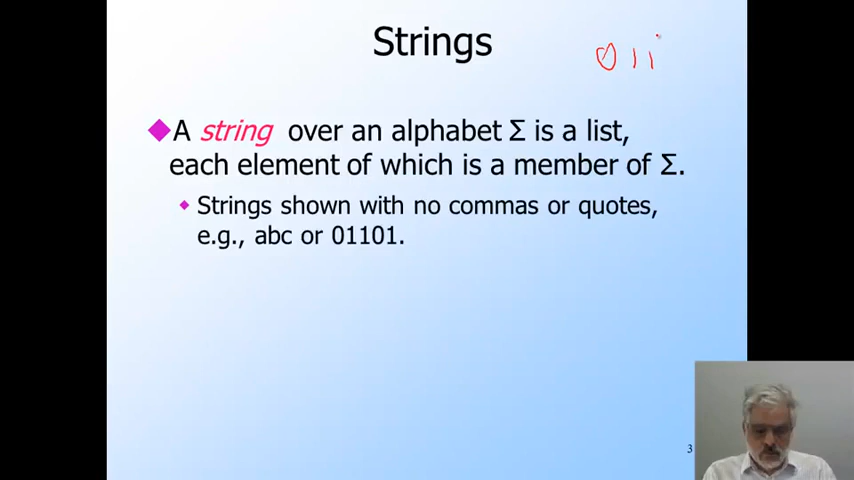 Strings
011
A string over an alphabet Σ is a list,
each element of which is a member of Σ.
Strings shown with no commas or quotes,
e.g., abc or 01101.
3